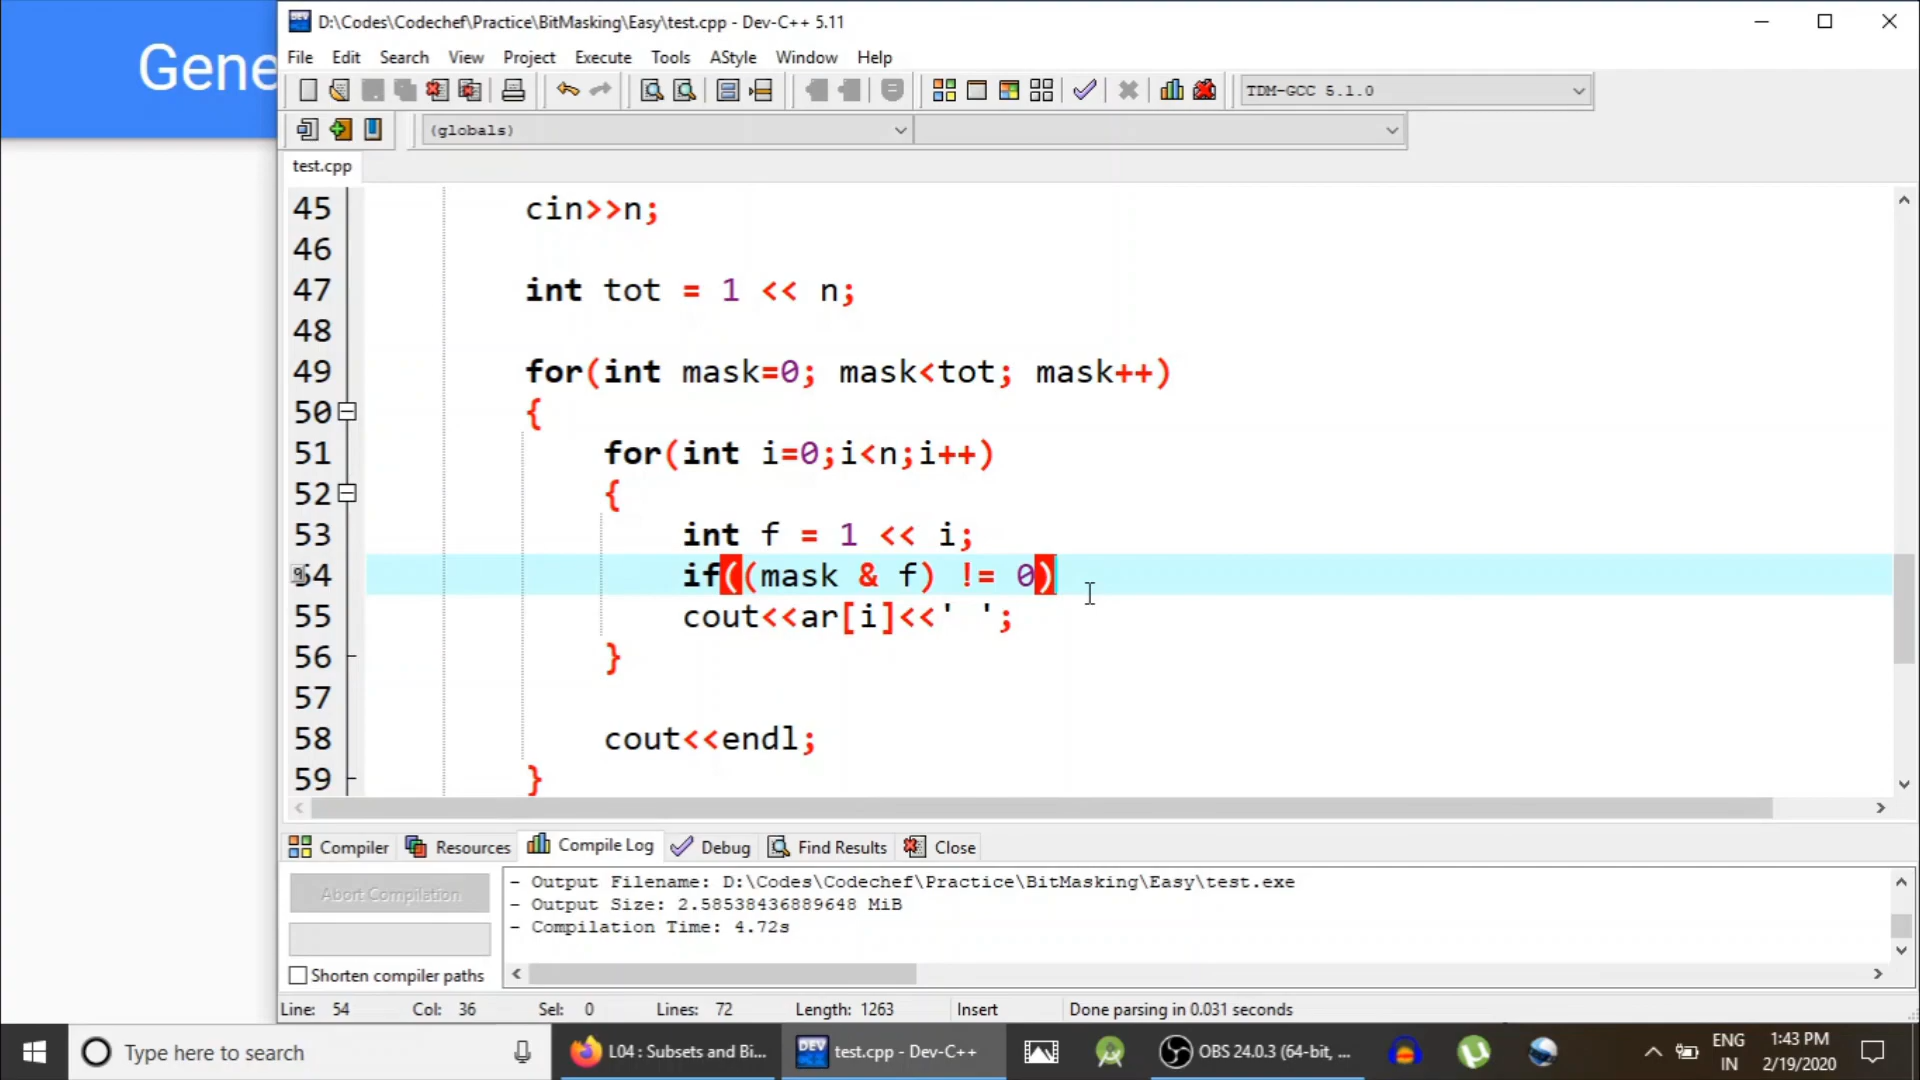 Gene
D:\Codes\Codechef\Practice\BitMasking\Easy\test.cpp - Dev-C++ 5.11
File Edit Search View Project Execute Tools AStyle Window Help
TDM-GCC 5.1.0
(globals)
test.cpp
45 cin>>n;
46
47 int tot = 1 << n;
48
49 for(int mask=0; mask<tot; mask++)
50 {
51 for(int i=0;i<n;i++)
52 {
53 int f = 1 << i;
54 if((mask & f) != 0)
55 cout<<ar[i]<<' ';
56 }
57
58 cout<<endl;
59 }
Compiler Resources Compile Log Debug Find Results Close
Abort Compilation
Shorten compiler paths
- Output Filename: D:\Codes\Codechef\Practice\BitMasking\Easy\test.exe
- Output Size: 2.58538436889648 MiB
- Compilation Time: 4.72s
Line: 54 Col: 36 Sel: 0 Lines: 72 Length: 1263 Insert Done parsing in 0.031 seconds
Type here to search
L04 : Subsets and Bi...
DEV
test.cpp - Dev-C++
OBS 24.0.3 (64-bit, ...
ENG
IN
1:43 PM
2/19/2020